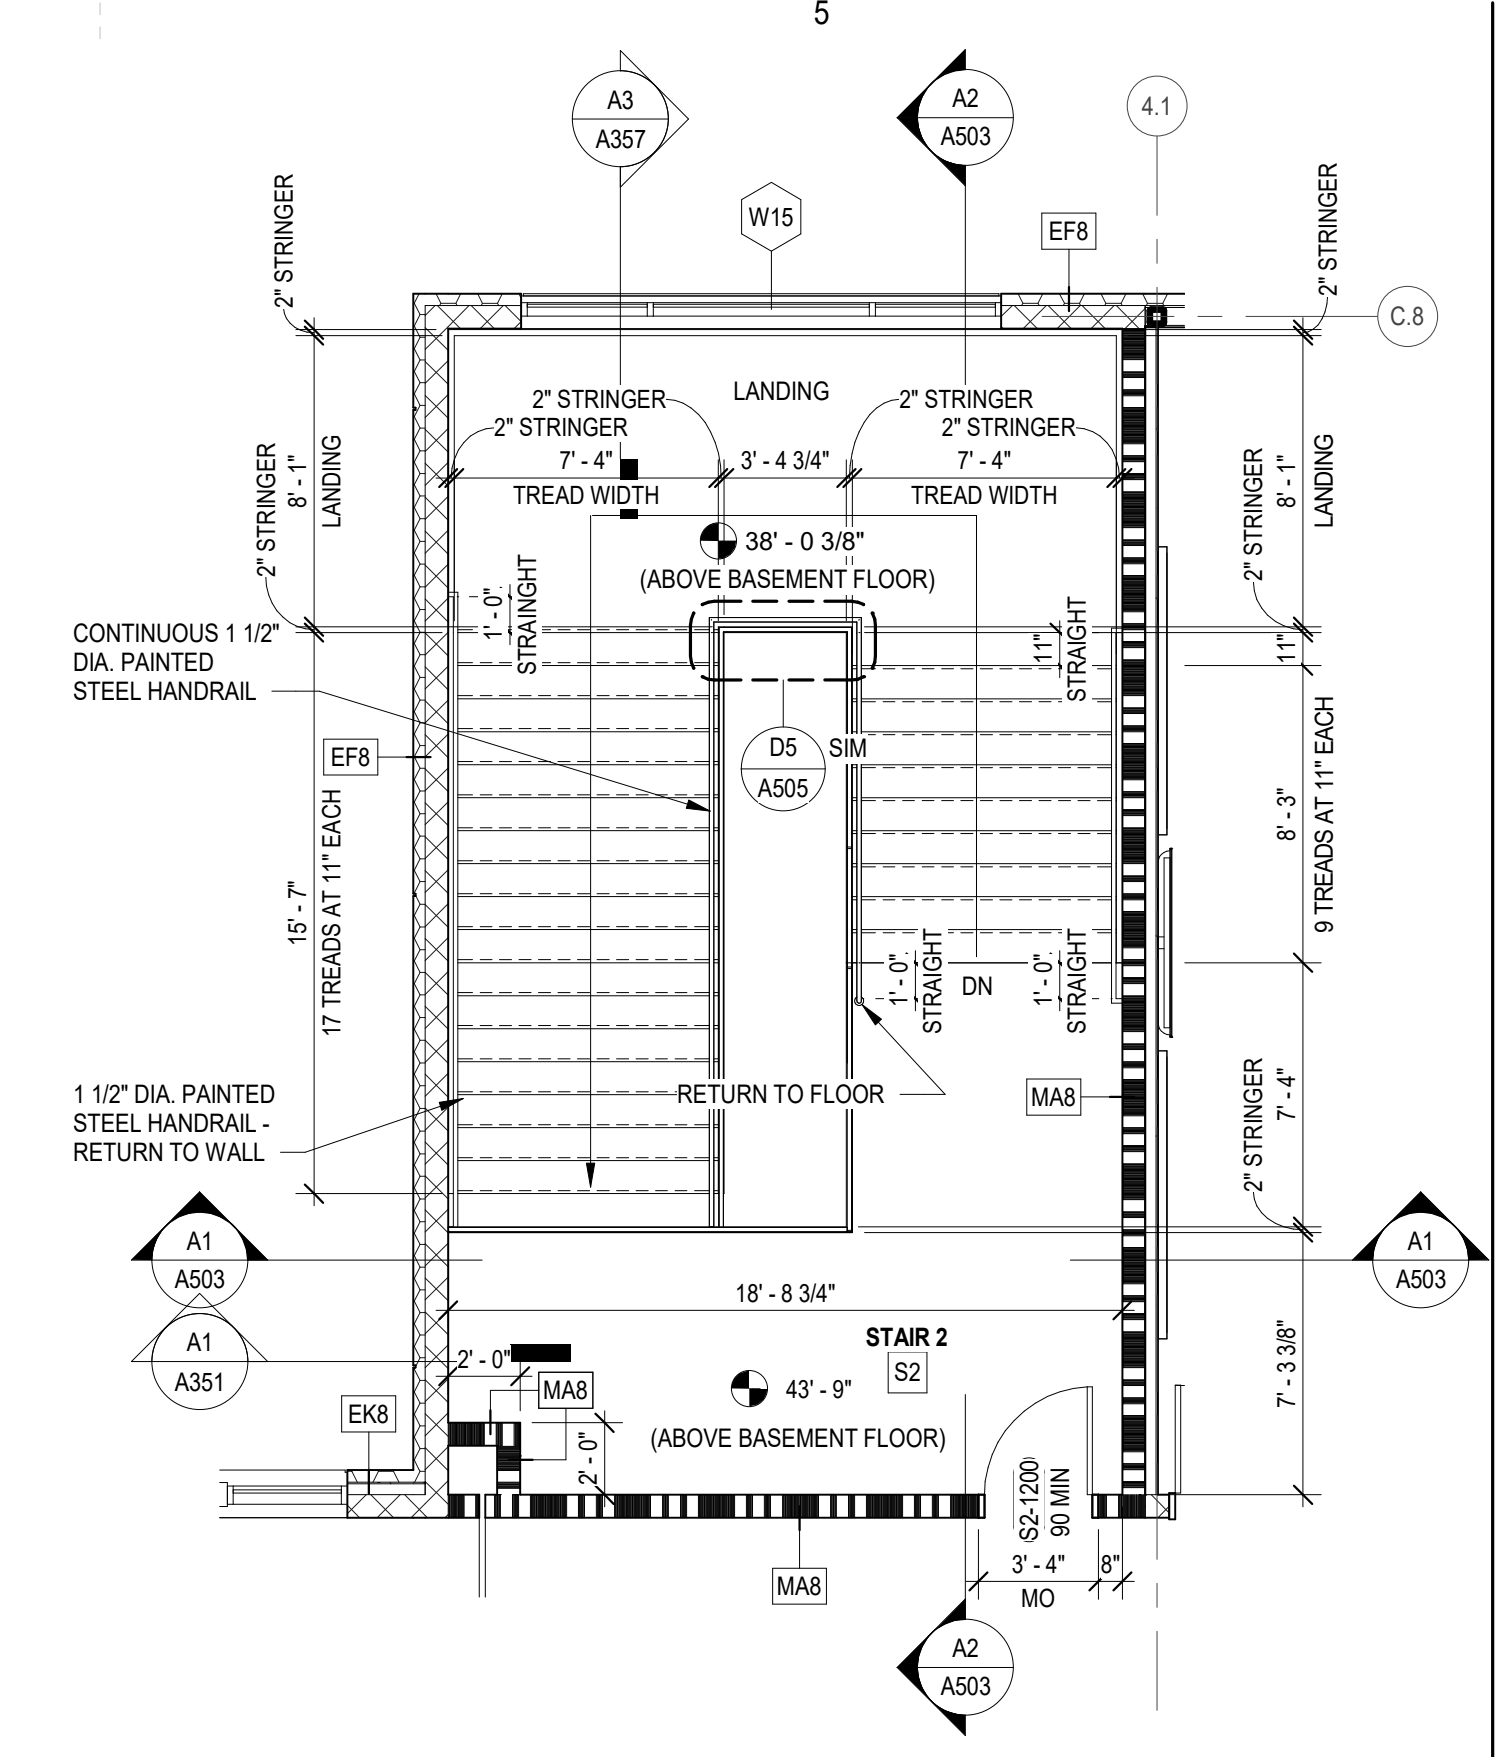 5
A3
A357
A2
A503
4.1
W15
EF8
2" STRINGER
2" STRINGER
C.8
LANDING
2" STRINGER
2" STRINGER
2" STRINGER
2" STRINGER
7' - 4"
3' - 4 3/4"
7' - 4"
TREAD WIDTH
TREAD WIDTH
2" STRINGER
8' - 1"
LANDING
2" STRINGER
8' - 1"
LANDING
38' - 0 3/8"
(ABOVE BASEMENT FLOOR)
1' - 0"
STRAINGHT
11"
STRAIGHT
11"
CONTINUOUS 1 1/2"
DIA. PAINTED
STEEL HANDRAIL
EF8
D5
SIM
A505
15' - 7"
17 TREADS AT 11" EACH
8' - 3"
9 TREADS AT 11" EACH
1' - 0"
STRAIGHT
DN
1' - 0"
STRAIGHT
1 1/2" DIA. PAINTED
STEEL HANDRAIL -
RETURN TO WALL
RETURN TO FLOOR
MA8
2" STRINGER
7' - 4"
A1
A503
A1
A503
18' - 8 3/4"
STAIR 2
S2
A1
A351
2' - 0"
MA8
43' - 9"
(ABOVE BASEMENT FLOOR)
7' - 3 3/8"
EK8
2' - 0"
S2-1200
90 MIN
3' - 4"
8"
MO
MA8
A2
A503